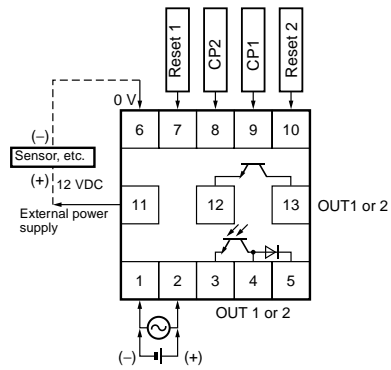 Reset 1
CP2
CP1
Reset 2
0 V
6 7 8 9 10
(−)
Sensor, etc.
(+)
12 VDC
External power
supply
11 12 13
OUT1 or 2
1 2 3 4 5
OUT 1 or 2
(−) (+)